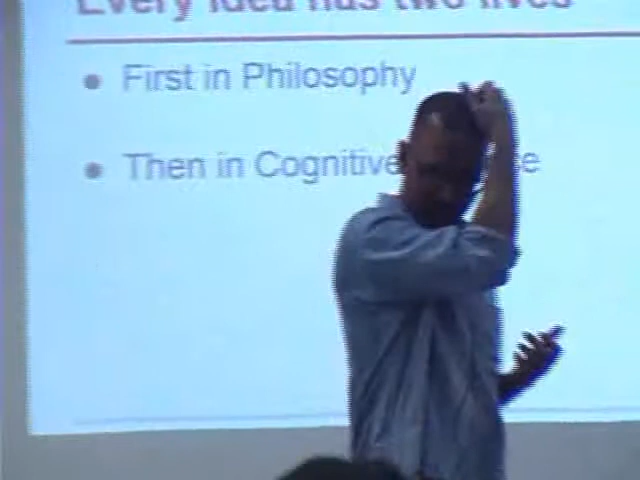 Every idea has two lives
First in Philosophy
Then in Cognitive e